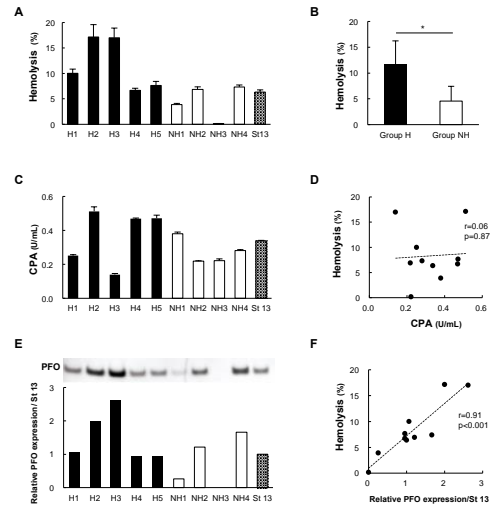 A
Hemolysis (%)
20
15
10
5
0
H1 H2 H3 H4 H5 NH1 NH2 NH3 NH4 St13
B
*
Hemolysis (%)
20
15
10
5
0
Group H Group NH
C
CPA (U/mL)
0.6
0.4
0.2
0.0
H1 H2 H3 H4 H5 NH1 NH2 NH3 NH4 St 13
D
Hemolysis (%)
20
15
10
5
0
r=0.06
p=0.87
0.0 0.2 0.4 0.6
CPA (U/mL)
E
PFO
Relative PFO expression/ St 13
3
2
1
0
H1 H2 H3 H4 H5 NH1 NH2 NH3 NH4 St 13
F
Hemolysis (%)
20
15
10
5
0
r=0.91
p<0.001
0 1 2 3
Relative PFO expression/St 13